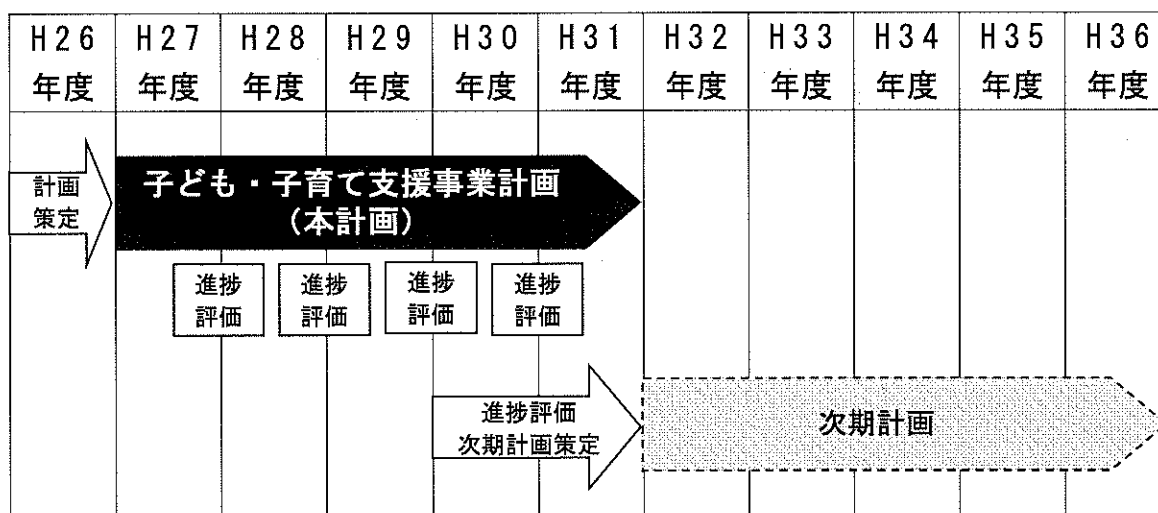 H26 H27 H28 H29 H30 H31 H32 H33 H34 H35 H36
年度 年度 年度 年度 年度 年度 年度 年度 年度 年度 年度
計画
策定
子ども・子育て支援事業計画
(本計画)
進捗 進捗 進捗 進捗
評価 評価 評価 評価
進捗評価
次期計画策定
次期計画